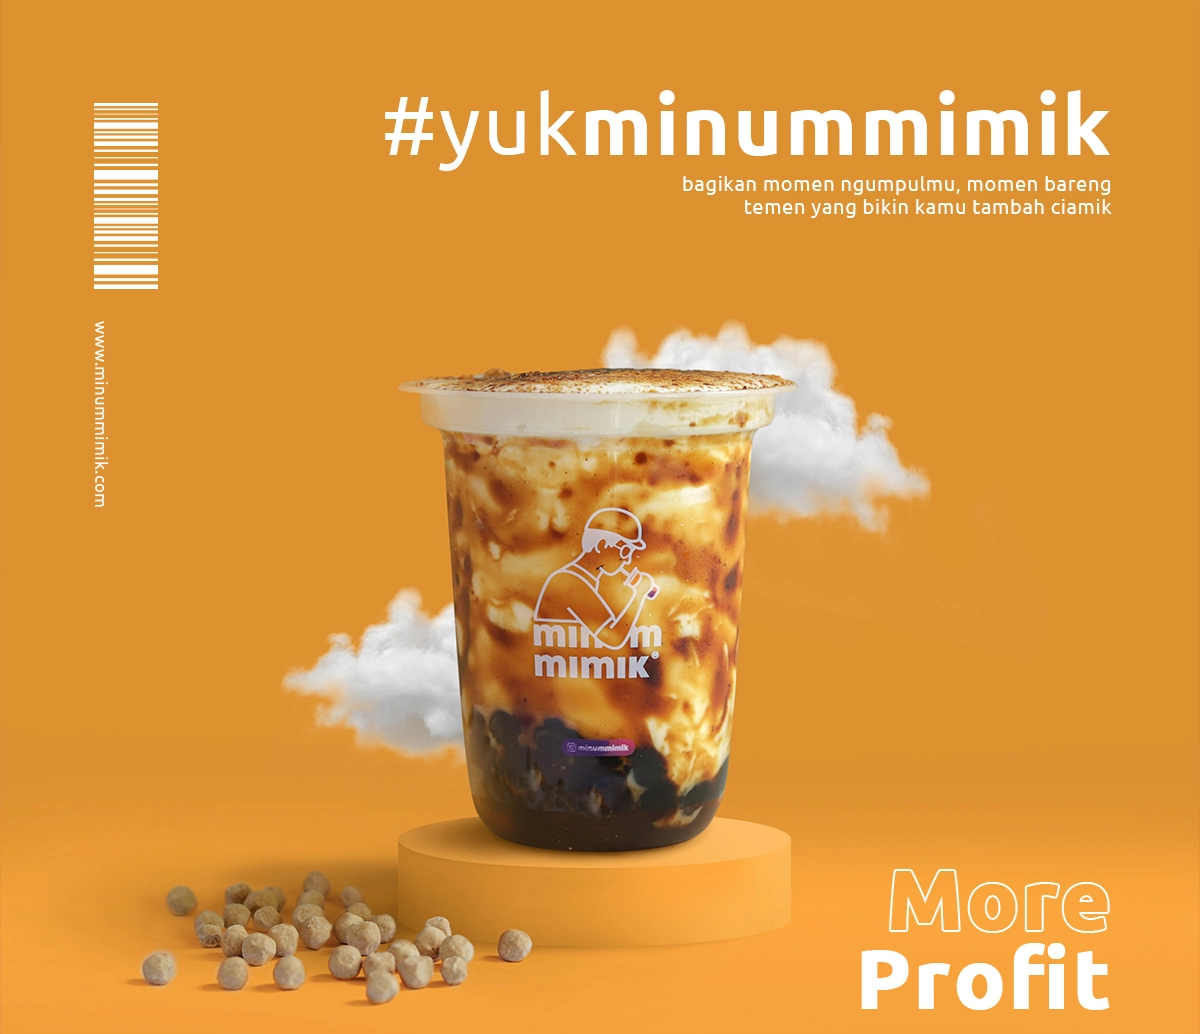 #yukminummimik
bagikan momen ngumpulmu, momen bareng
temen yang bikin kamu tambah ciamik
www.minummimik.com
minum
mimik®
minummimik
More
Profit